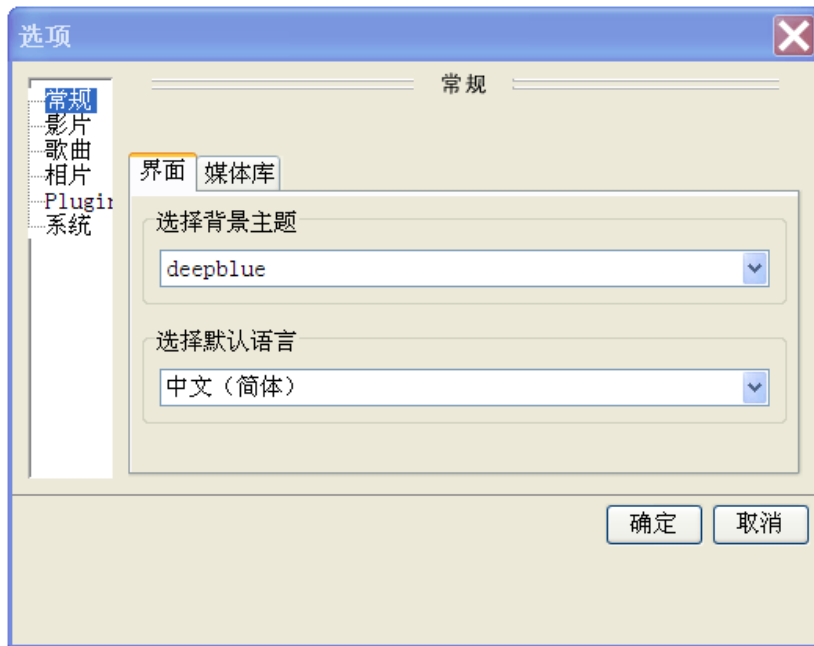 选项
常规
影片
歌曲
相片
Plugin
系统
常规
界面
媒体库
选择背景主题
deepblue
选择默认语言
中文（简体）
确定
取消